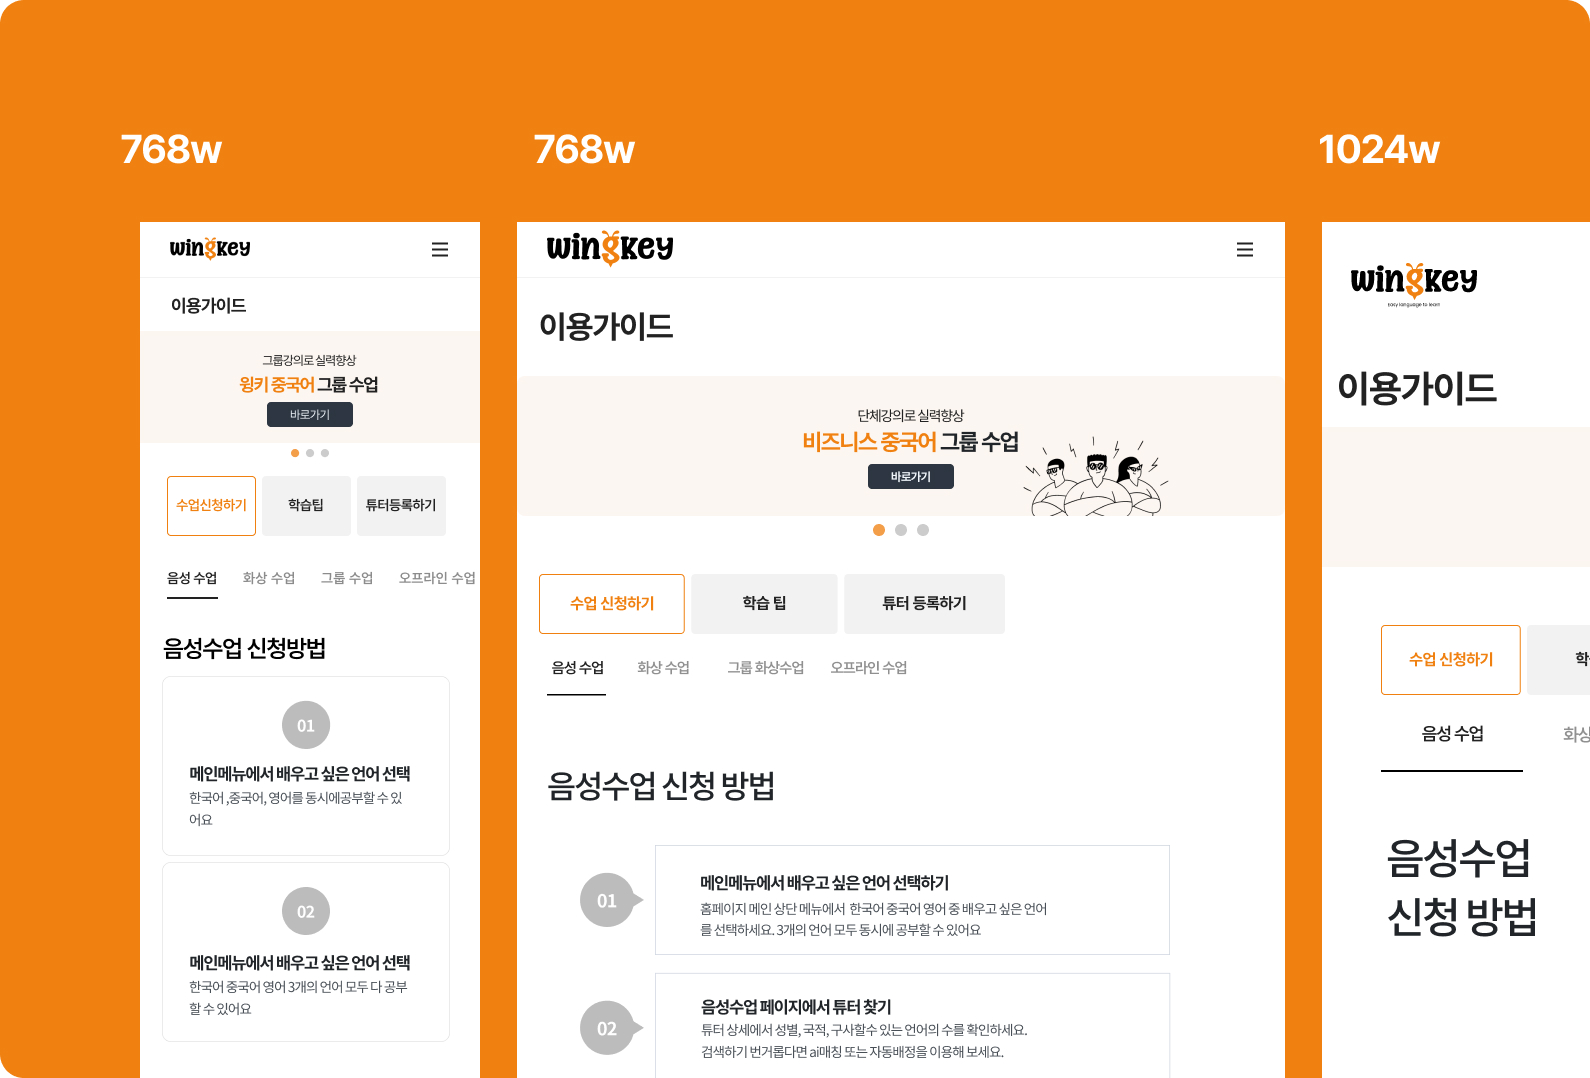 768w
wingkey
이용가이드
그룹강의로 실력향상
윙키 중국어 그룹 수업
바로가기
수업신청하기 학습팁 튜터등록하기
음성 수업 화상 수업 그룹 수업 오프라인 수업
음성수업 신청방법
01
메인메뉴에서 배우고 싶은 언어 선택
한국어 ,중국어, 영어를 동시에공부할 수 있
어요
02
메인메뉴에서 배우고 싶은 언어 선택
한국어 중국어 영어 3개의 언어 모두 다 공부
할 수 있어요
768w
wingkey
이용가이드
단체강의로 실력향상
비즈니스 중국어 그룹 수업
바로가기
수업 신청하기 학습 팁 튜터 등록하기
음성 수업 화상 수업 그룹 화상수업 오프라인 수업
음성수업 신청 방법
01
메인메뉴에서 배우고 싶은 언어 선택하기
홈페이지 메인 상단 메뉴에서 한국어 중국어 영어 중 배우고 싶은 언어
를 선택하세요. 3개의 언어 모두 동시에 공부할 수 있어요
02
음성수업 페이지에서 튜터 찾기
튜터 상세에서 성별, 국적, 구사할수 있는 언어의 수를 확인하세요.
검색하기 번거롭다면 ai매칭 또는 자동배정을 이용해 보세요.
1024w
wingkey
Easy language to learn
이용가이드
수업 신청하기 학
음성 수업 화상
음성수업
신청 방법